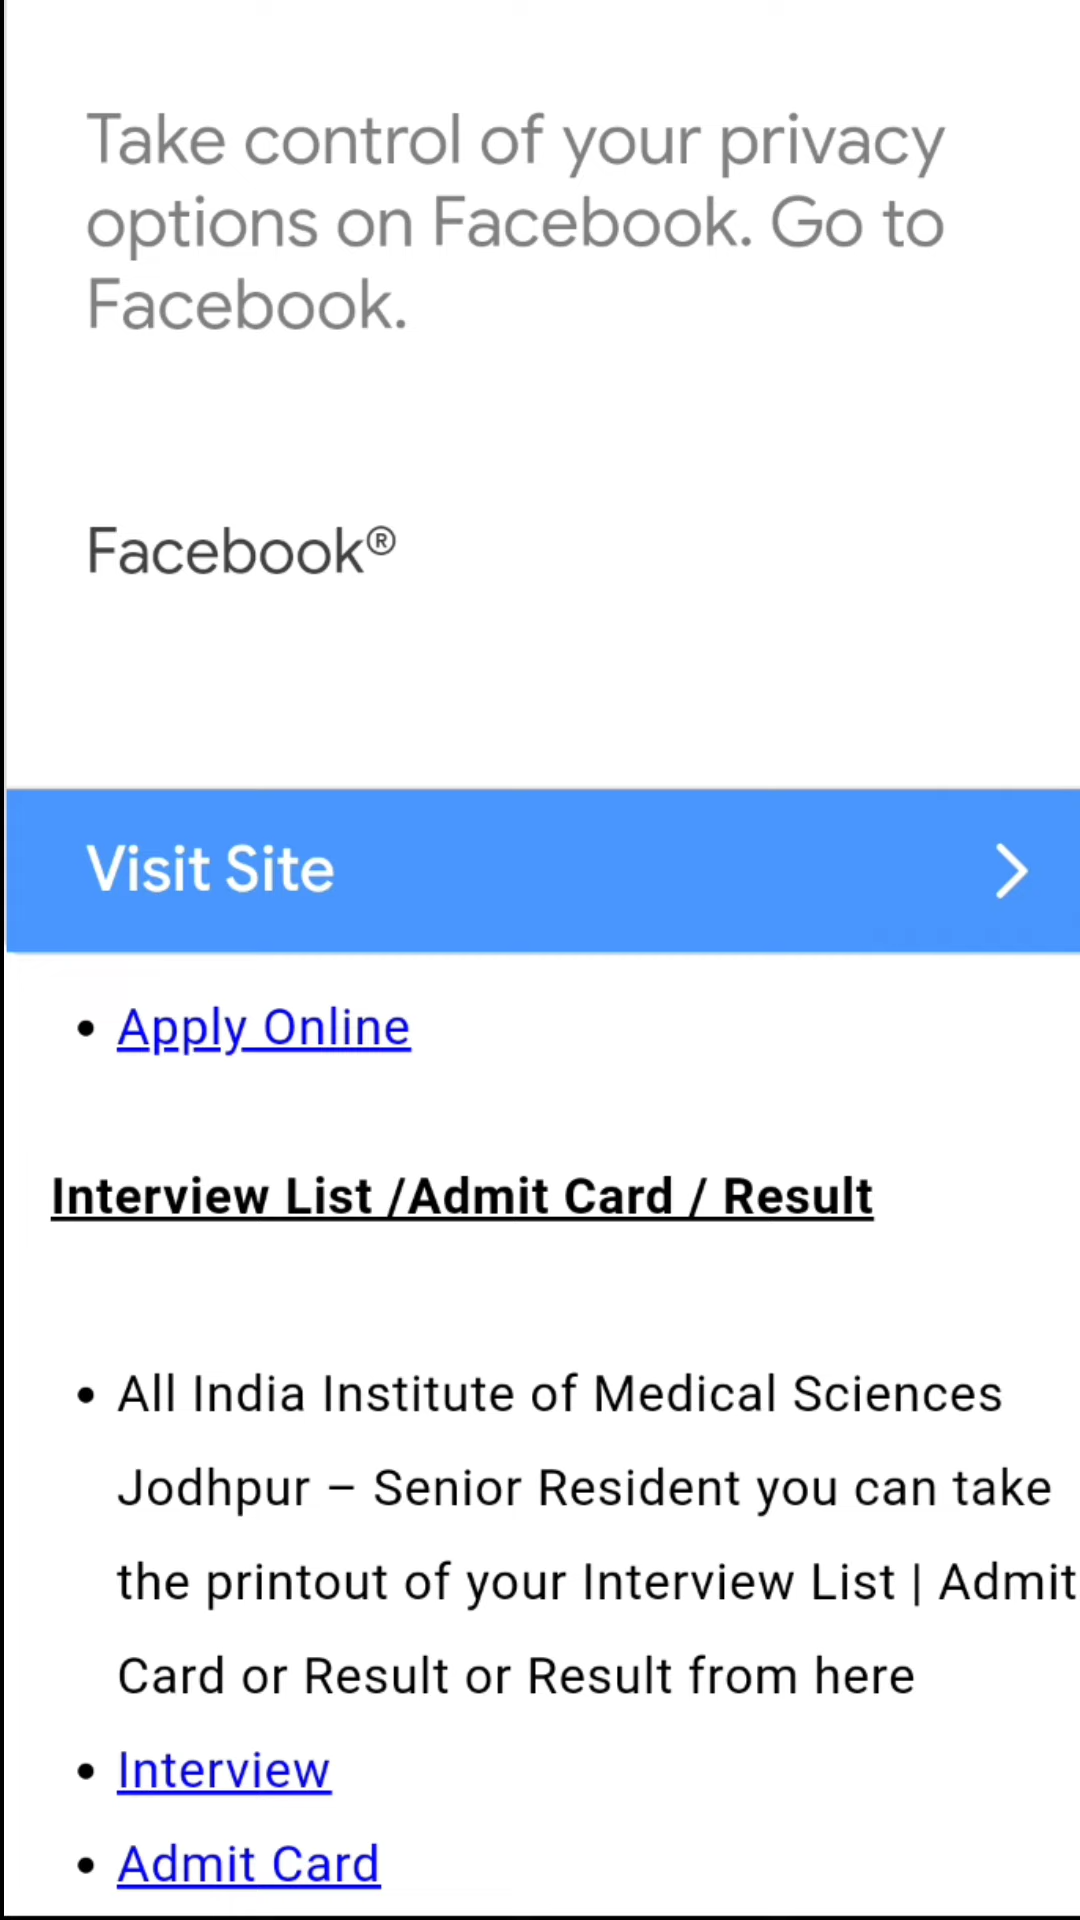 Take control of your privacy
options on Facebook. Go to
Facebook.
Facebook®
Visit Site
Apply Online
Interview List /Admit Card / Result
All India Institute of Medical Sciences
Jodhpur – Senior Resident you can take
the printout of your Interview List | Admit
Card or Result or Result from here
Interview
Admit Card